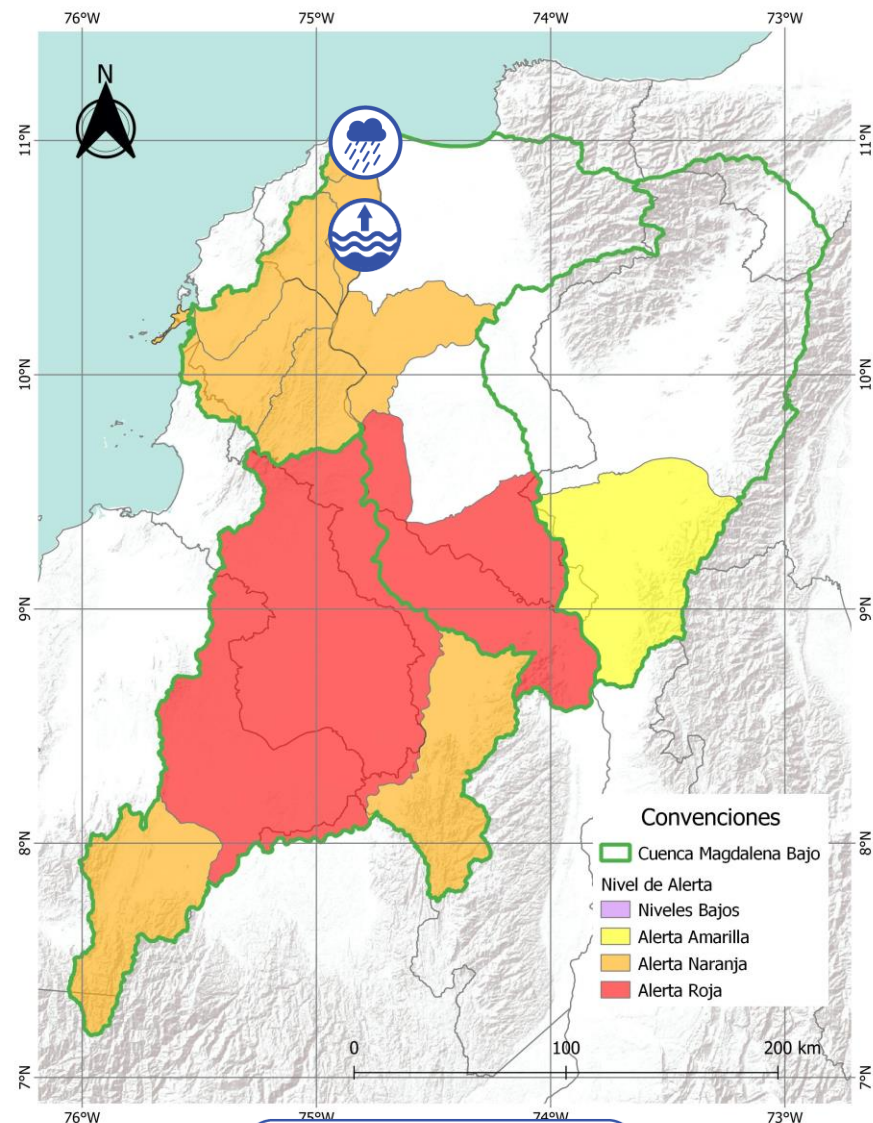 76°W 75°W 74°W 73°W
N
11°N 11°N
10°N 10°N
9°N 9°N
8°N 8°N
7°N 7°N
Convenciones
Cuenca Magdalena Bajo
Nivel de Alerta
Niveles Bajos
Alerta Amarilla
Alerta Naranja
Alerta Roja
0 100 200 km
76°W 75°W 74°W 73°W